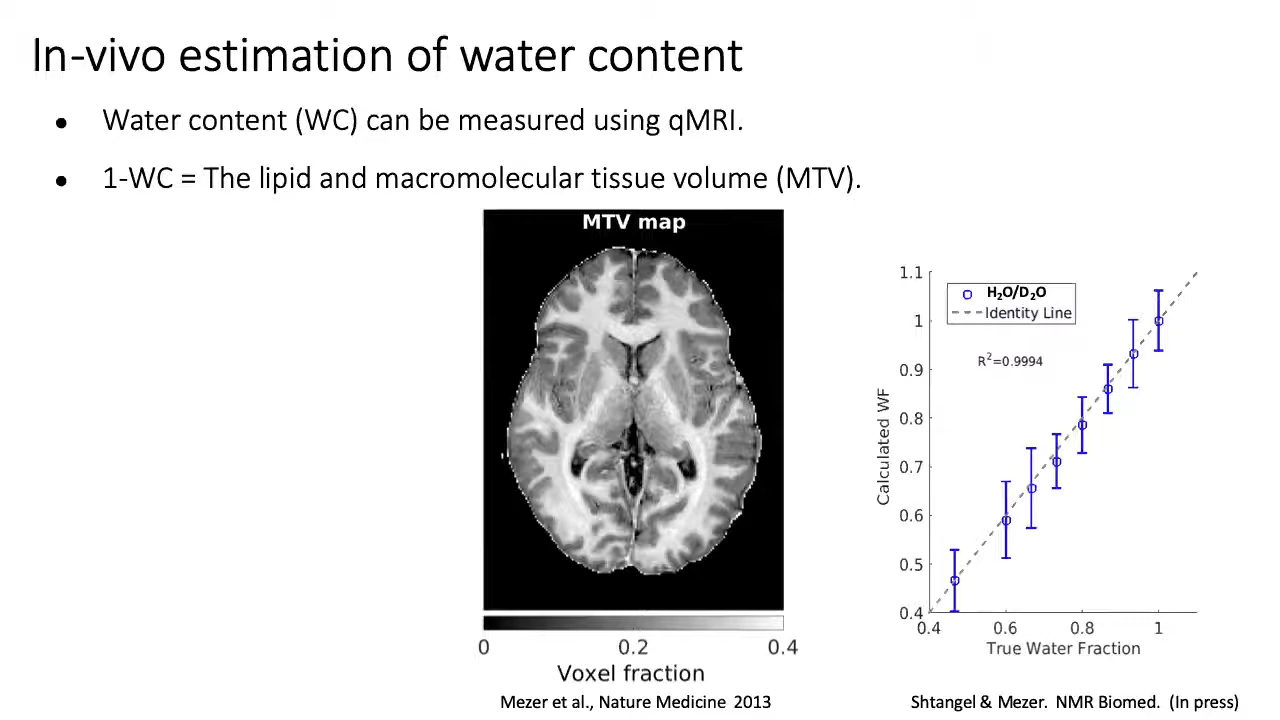 In-vivo estimation of water content
● Water content (WC) can be measured using qMRI.
● 1-WC = The lipid and macromolecular tissue volume (MTV).
MTV map
0 0.2 0.4
Voxel fraction
Mezer et al., Nature Medicine 2013
1.1
1
0.9
0.8
0.7
0.6
0.5
0.4
Calculated WF
H₂O/D₂O
Identity Line
R²=0.9994
0.4 0.6 0.8 1
True Water Fraction
Shtangel & Mezer. NMR Biomed. (In press)